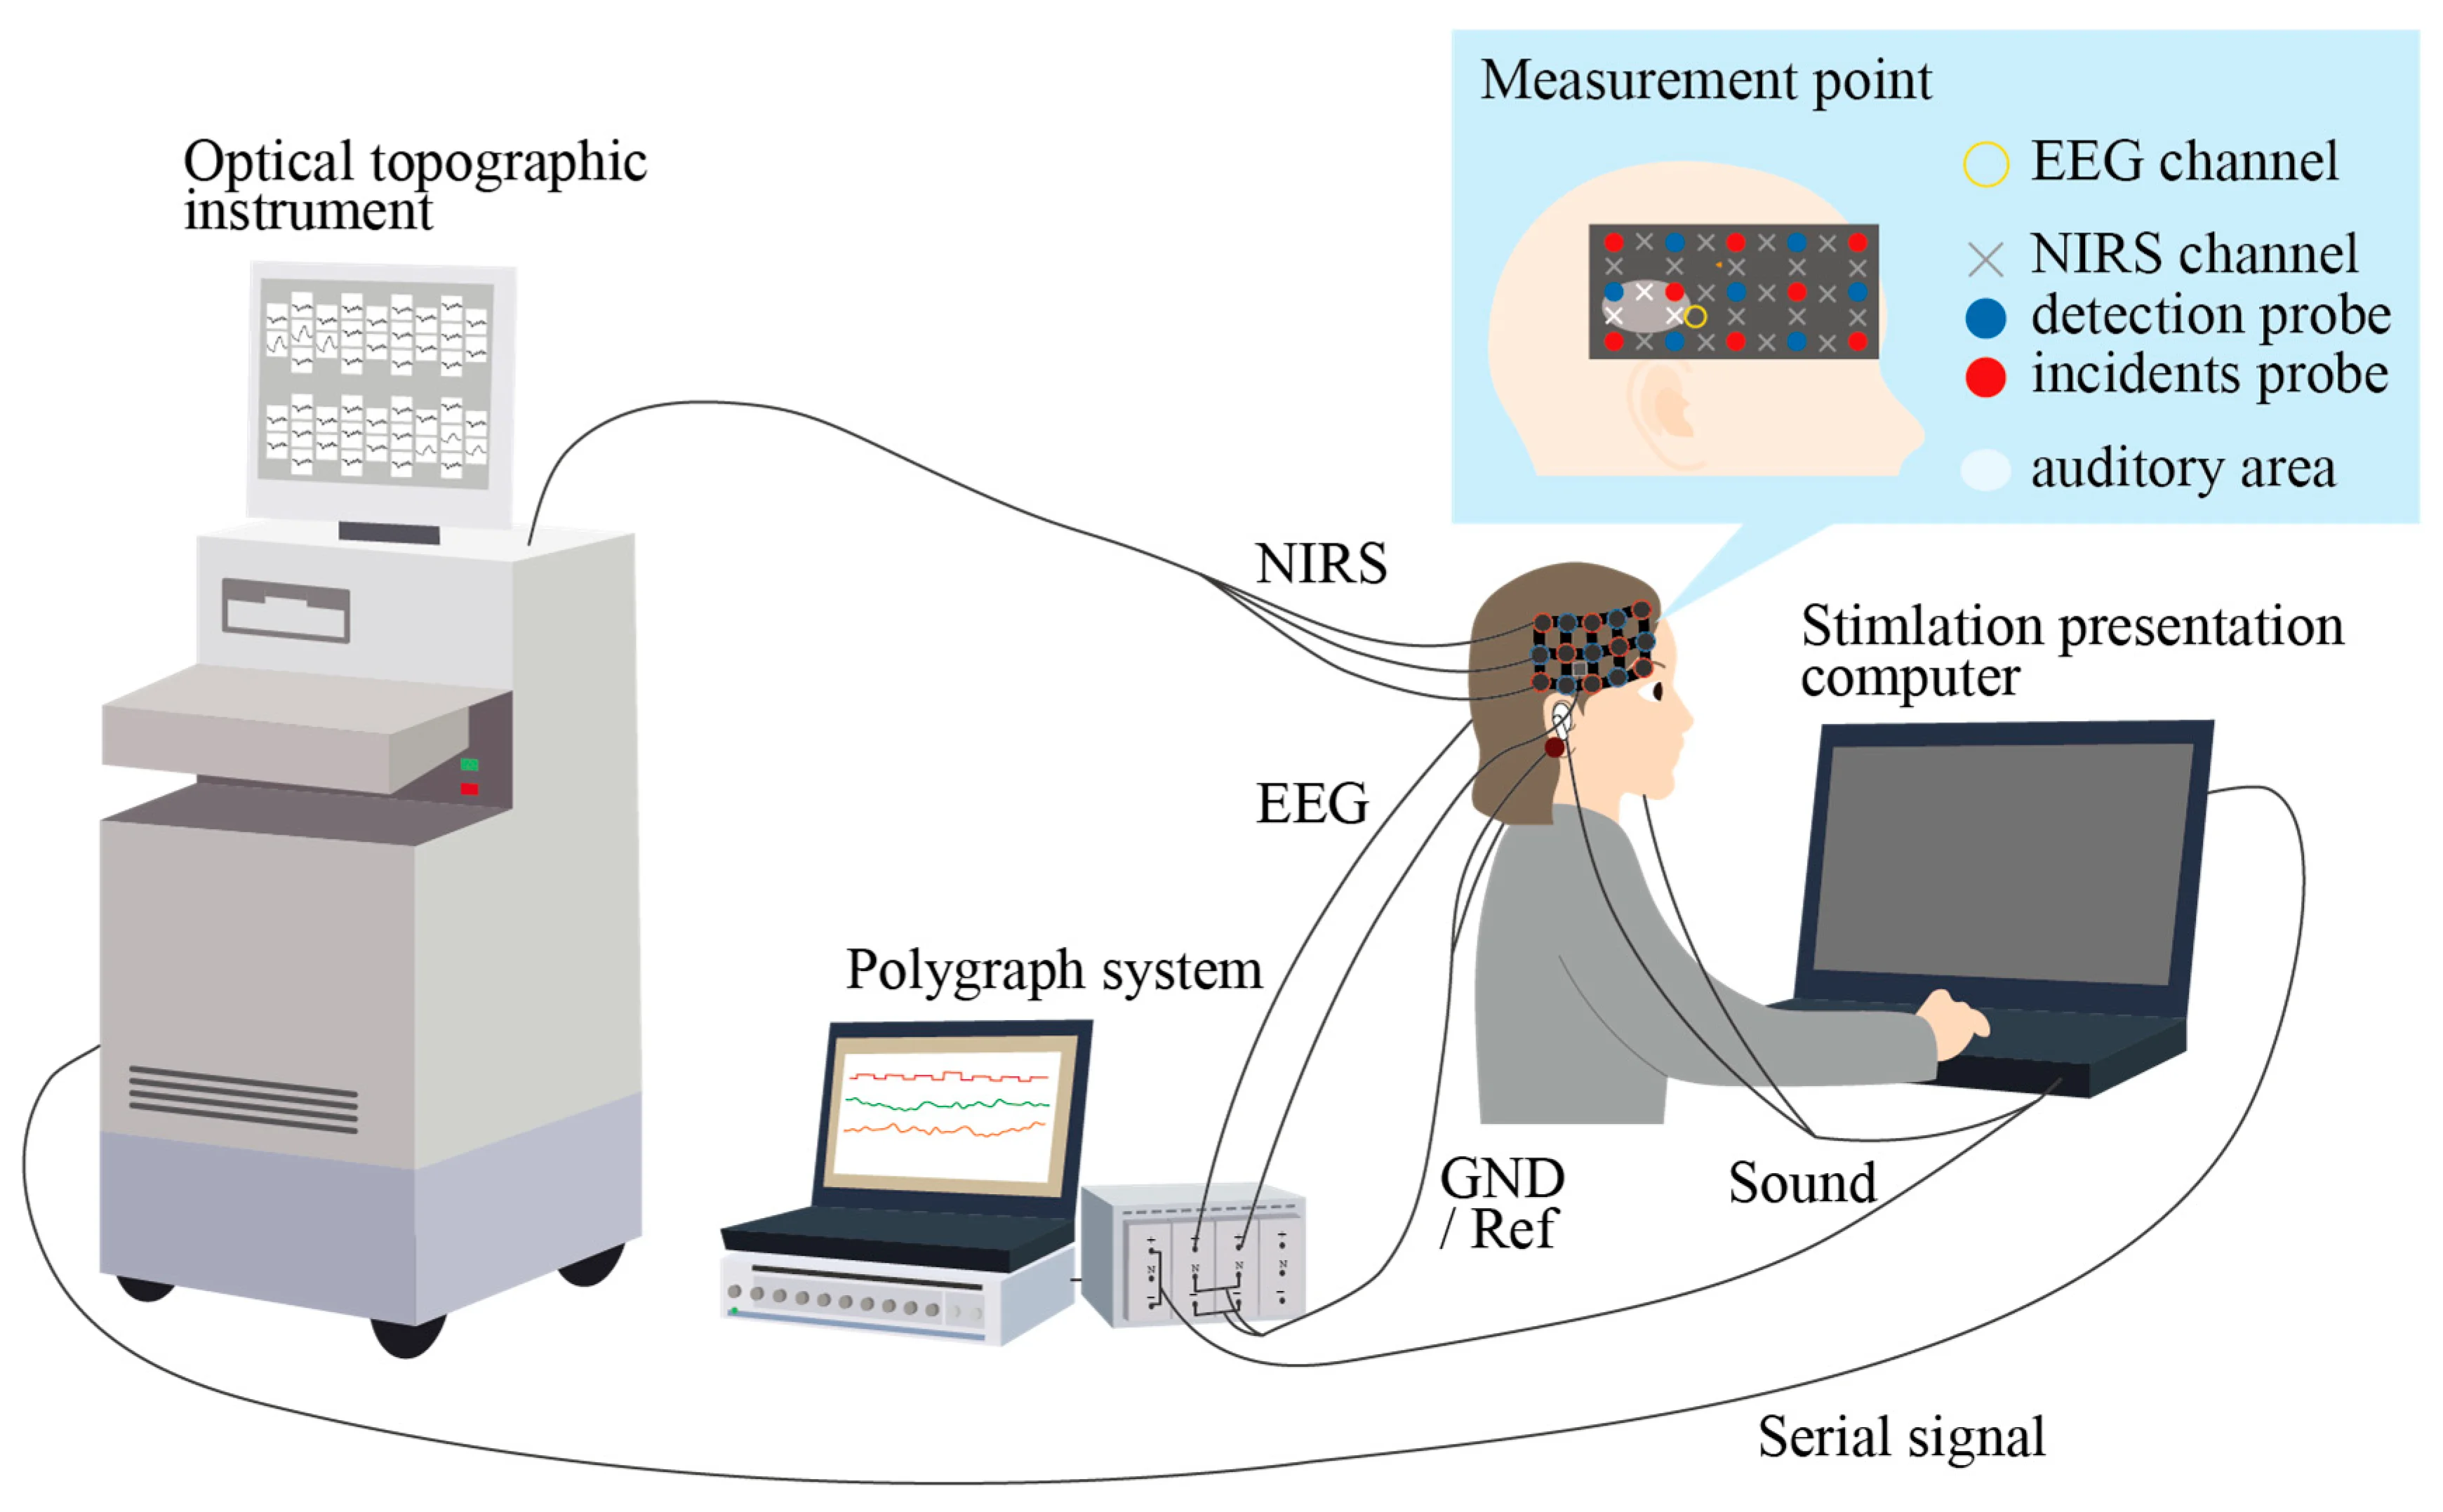 Measurement point
EEG channel
NIRS channel
detection probe
incidents probe
auditory area
Optical topographic
instrument
NIRS
Stimlation presentation
computer
EEG
Polygraph system
GND
/ Ref
Sound
+ + + +
N N N N
- - - -
Serial signal